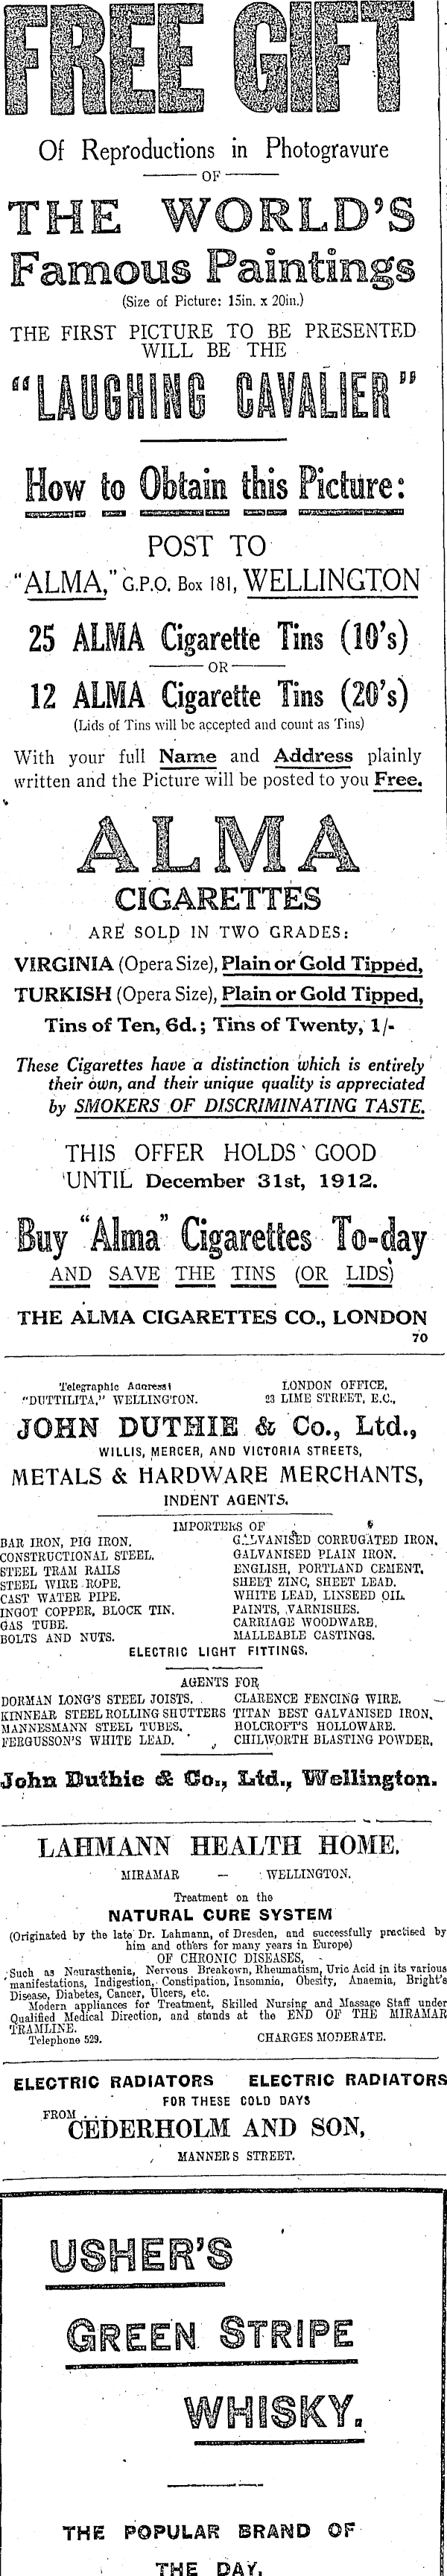 FREE GIFT
Of Reproductions in Photogravure
OF
THE WORLD'S
Famous Paintings
(Size of Picture: 15in. x 20in.)
THE FIRST PICTURE TO BE PRESENTED
WILL BE THE
"LAUGHING CAVALIER"
How to Obtain this Picture:
POST TO
"ALMA," G.P.O. Box 181, WELLINGTON
25 ALMA Cigarette Tins (10's)
OR
12 ALMA Cigarette Tins (20's)
(Lids of Tins will be accepted and count as Tins)
With your full Name and Address plainly
written and the Picture will be posted to you Free.
ALMA
CIGARETTES
ARE SOLD IN TWO GRADES:
VIRGINIA (Opera Size), Plain or Gold Tipped,
TURKISH (Opera Size), Plain or Gold Tipped,
Tins of Ten, 6d.; Tins of Twenty, 1/-
These Cigarettes have a distinction which is entirely
their own, and their unique quality is appreciated
by SMOKERS OF DISCRIMINATING TASTE.
THIS OFFER HOLDS GOOD
UNTIL December 31st, 1912.
Buy "Alma" Cigarettes To-day
AND SAVE THE TINS (OR LIDS)
THE ALMA CIGARETTES CO., LONDON
70
Telegraphic Address: LONDON OFFICE,
"DUTTILITA," WELLINGTON. 23 LIME STREET, E.C.,
JOHN DUTHIE & Co., Ltd.,
WILLIS, MERCER, AND VICTORIA STREETS,
METALS & HARDWARE MERCHANTS,
INDENT AGENTS.
IMPORTERS OF
BAR IRON, PIG IRON. GALVANISED CORRUGATED IRON.
CONSTRUCTIONAL STEEL. GALVANISED PLAIN IRON.
STEEL TRAM RAILS ENGLISH, PORTLAND CEMENT.
STEEL WIRE ROPE. SHEET ZINC, SHEET LEAD.
CAST WATER PIPE. WHITE LEAD, LINSEED OIL.
INGOT COPPER, BLOCK TIN. PAINTS, VARNISHES.
GAS TUBE. CARRIAGE WOODWARE.
BOLTS AND NUTS. MALLEABLE CASTINGS.
ELECTRIC LIGHT FITTINGS.
AGENTS FOR
DORMAN LONG'S STEEL JOISTS. CLARENCE FENCING WIRE.
KINNEAR STEEL ROLLING SHUTTERS TITAN BEST GALVANISED IRON.
MANNESMANN STEEL TUBES. HOLCROFT'S HOLLOWARE.
FERGUSSON'S WHITE LEAD. CHILWORTH BLASTING POWDER.
John Duthie & Co., Ltd., Wellington.
LAHMANN HEALTH HOME.
MIRAMAR — WELLINGTON.
Treatment on the
NATURAL CURE SYSTEM
(Originated by the late Dr. Lahmann, of Dresden, and successfully practised by
him and others for many years in Europe)
OF CHRONIC DISEASES,
Such as Neurasthenia, Nervous Breakown, Rheumatism, Uric Acid in its various
manifestations, Indigestion, Constipation, Insomnia, Obesity, Anaemia, Bright's
Disease, Diabetes, Cancer, Ulcers, etc.
Modern appliances for Treatment, Skilled Nursing and Massage Staff under
Qualified Medical Direction, and stands at the END OF THE MIRAMAR
TRAMLINE.
Telephone 529. CHARGES MODERATE.
ELECTRIC RADIATORS ELECTRIC RADIATORS
FOR THESE COLD DAYS
FROM
CEDERHOLM AND SON,
MANNERS STREET.
USHER'S
GREEN STRIPE
WHISKY.
THE POPULAR BRAND OF
THE DAY.